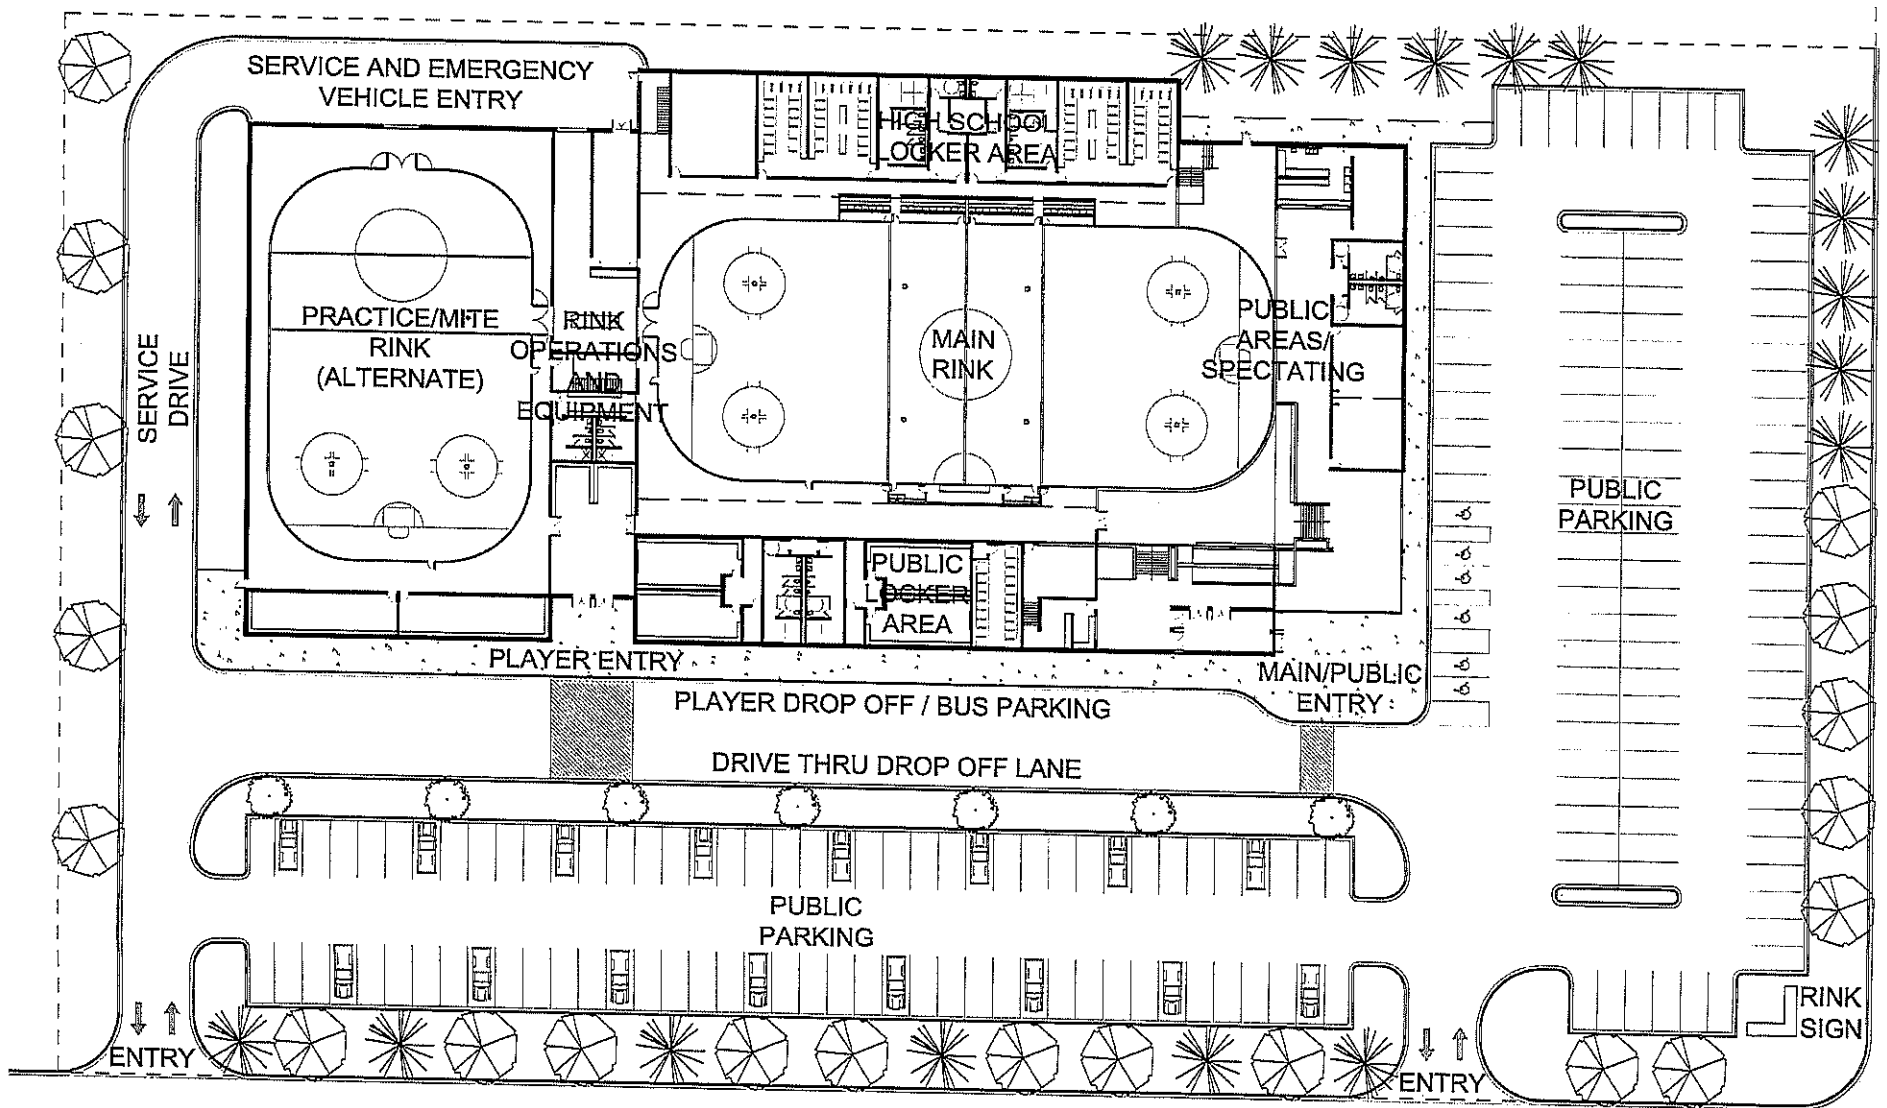 SERVICE AND EMERGENCY
VEHICLE ENTRY
HIGH SCHOOL
LOCKER AREA
PRACTICE/MITE
RINK
(ALTERNATE)
RINK
OPERATIONS
AND
EQUIPMENT
MAIN
RINK
PUBLIC
AREAS/
SPECTATING
SERVICE
DRIVE
PUBLIC
PARKING
PUBLIC
LOCKER
AREA
PLAYER ENTRY
MAIN/PUBLIC
ENTRY
PLAYER DROP OFF / BUS PARKING
DRIVE THRU DROP OFF LANE
PUBLIC
PARKING
RINK
SIGN
ENTRY
ENTRY